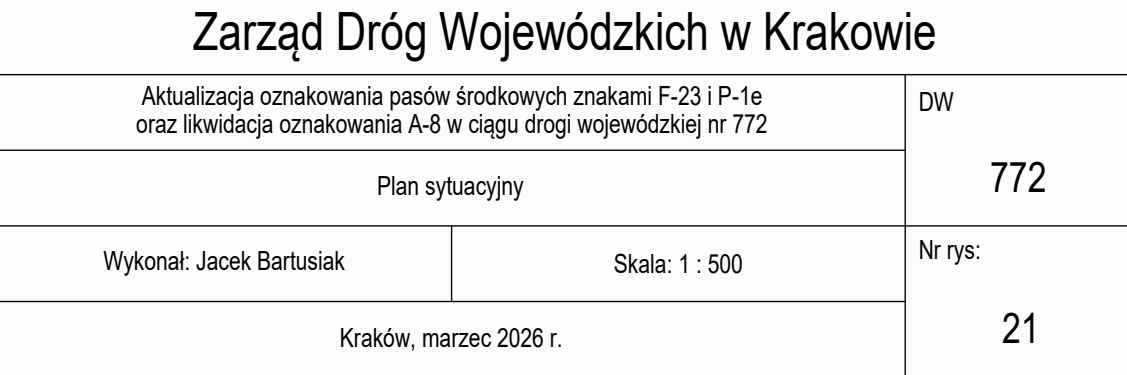 Zarząd Dróg Wojewódzkich w Krakowie
Aktualizacja oznakowania pasów środkowych znakami F-23 i P-1e
oraz likwidacja oznakowania A-8 w ciągu drogi wojewódzkiej nr 772
DW
772
Plan sytuacyjny
Wykonał: Jacek Bartusiak
Skala: 1 : 500
Nr rys:
21
Kraków, marzec 2026 r.